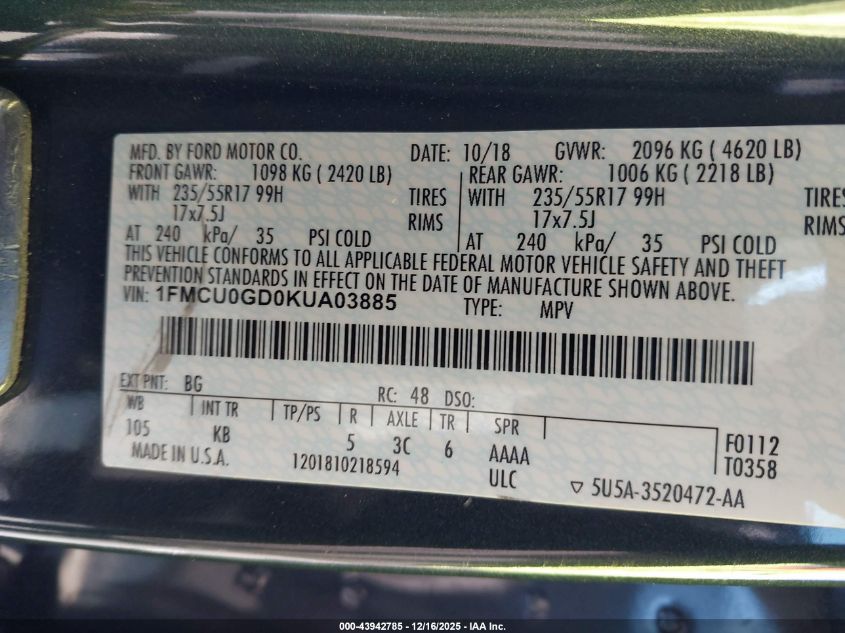 MFD. BY FORD MOTOR CO. DATE: 10/18 GVWR: 2096 KG ( 4620 LB)
FRONT GAWR: 1098 KG ( 2420 LB) REAR GAWR: 1006 KG ( 2218 LB)
WITH 235/55R17 99H TIRES WITH 235/55R17 99H TIRES
17x7.5J RIMS 17x7.5J RIMS
AT 240 kPa/ 35 PSI COLD AT 240 kPa/ 35 PSI COLD
THIS VEHICLE CONFORMS TO ALL APPLICABLE FEDERAL MOTOR VEHICLE SAFETY AND THEFT
PREVENTION STANDARDS IN EFFECT ON THE DATE OF MANUFACTURE SHOWN ABOVE.
VIN: 1FMCU0GD0KUA03885 TYPE: MPV
EXT PNT: BG RC: 48 DSO:
WB INT TR TP/PS R AXLE TR SPR
105 KB 5 3C 6 AAAA F0112
MADE IN U.S.A. 1201810218594 ULC T0358
▽ 5U5A-3520472-AA
000-43942785 - 12/16/2025 - IAA Inc.